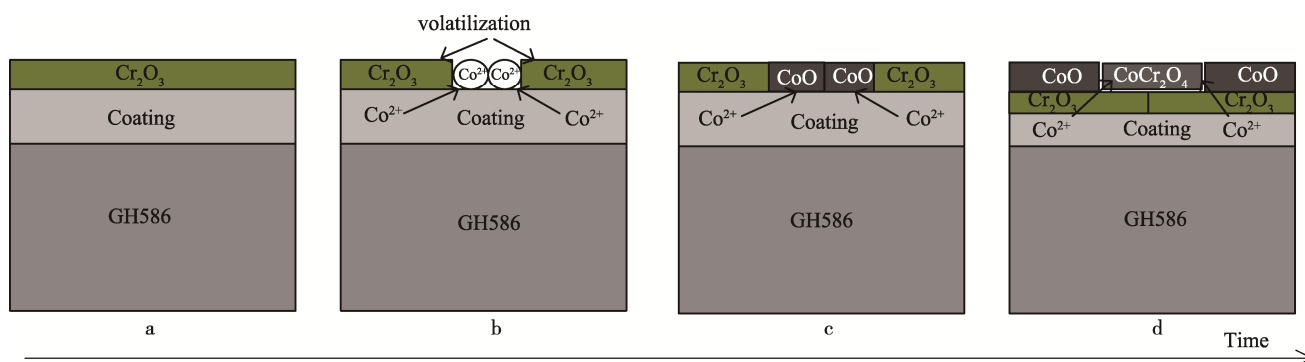 volatilization
Cr₂O₃
Coating
GH586
a
Cr₂O₃ Co²⁺ Co²⁺ Cr₂O₃
Co²⁺ Coating Co²⁺
GH586
b
Cr₂O₃ CoO CoO Cr₂O₃
Co²⁺ Coating Co²⁺
GH586
c
CoO CoCr₂O₄ CoO
Cr₂O₃ Cr₂O₃
Co²⁺ Coating Co²⁺
GH586
d
Time